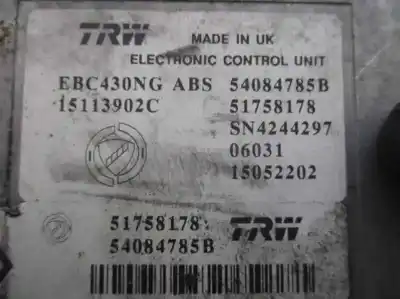 TRW MADE IN UK
ELECTRONIC CONTROL UNIT
EBC430NG ABS 54084785B
15113902C 51758178
SN4244297
06031
15052202
51758178
54084785B TRW